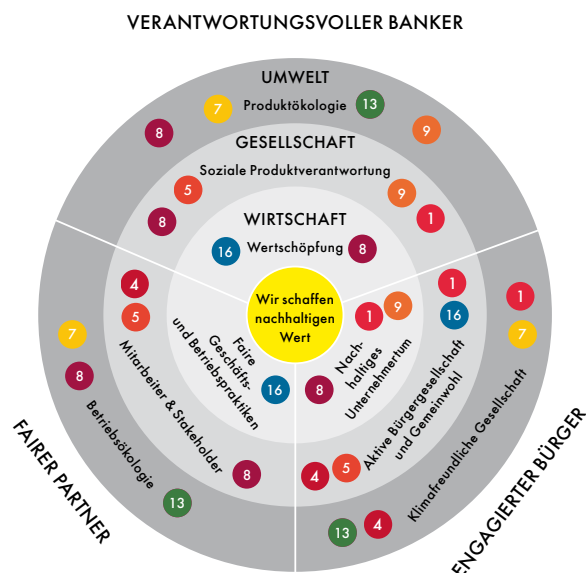 VERANTWORTUNGSVOLLER BANKER
UMWELT
Produktökologie
8
7
13
9
GESELLSCHAFT
Soziale Produktverantwortung
8
5
9
1
WIRTSCHAFT
Wertschöpfung
16
8
Wir schaffen
nachhaltigen
Wert
FAIRER PARTNER
Faire
Geschäfts-
und Betriebspraktiken
16
4
5
Mitarbeiter & Stakeholder
8
7
8
Betriebsökologie
13
ENGAGIERTER BÜRGER
1
9
Nach-
haltiges
Unternehmertum
8
1
16
Aktive Bürgergesellschaft
und Gemeinwohl
4
5
1
7
Klimafreundliche Gesellschaft
13
4